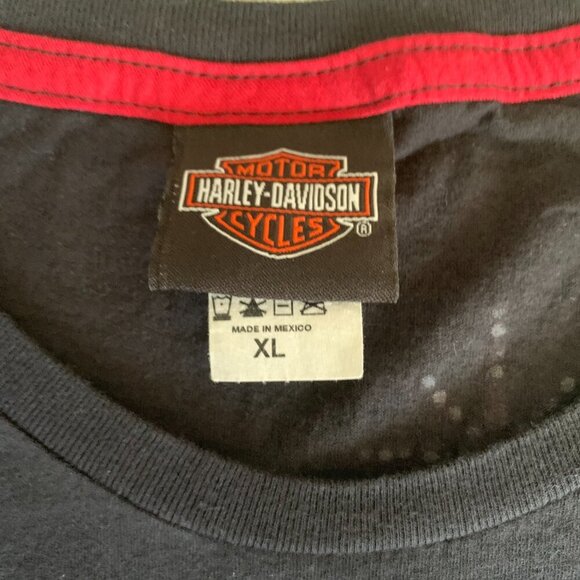 MOTOR
HARLEY-DAVIDSON
CYCLES
®
MADE IN MEXICO
XL